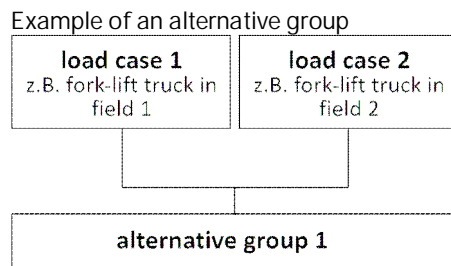 Example of an alternative group
load case 1
z.B. fork-lift truck in
field 1
load case 2
z.B. fork-lift truck in
field 2
alternative group 1